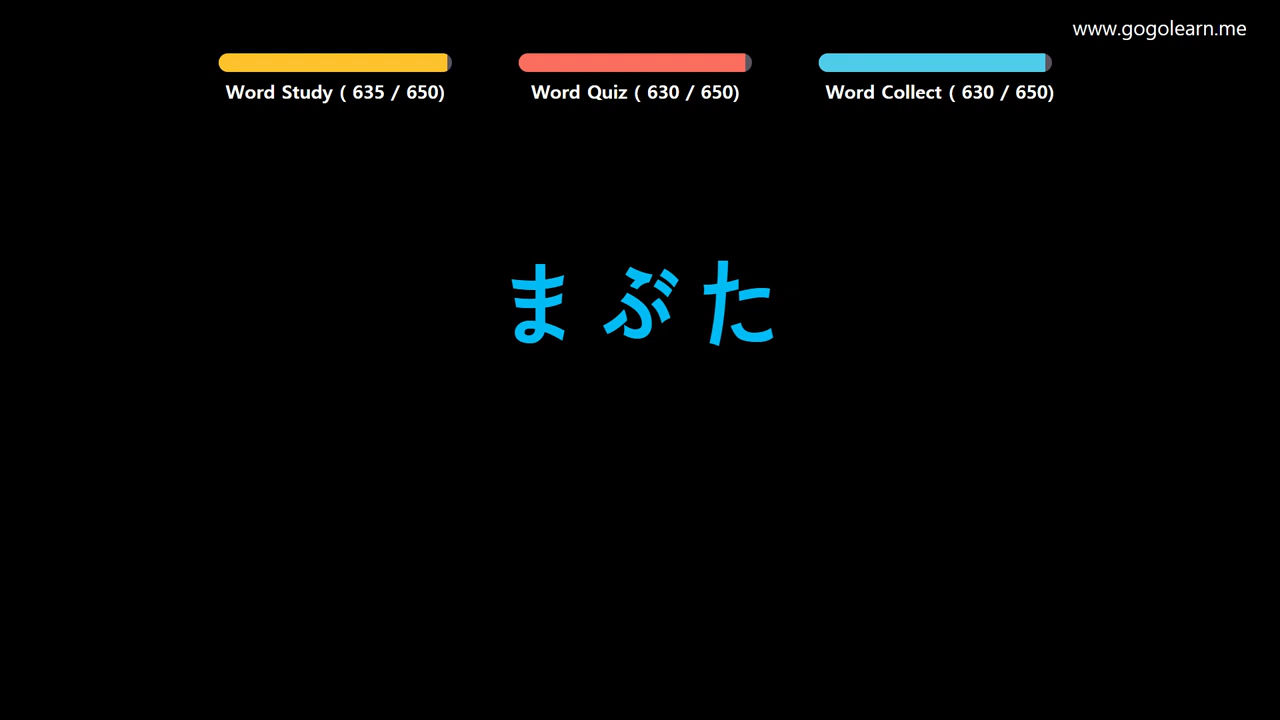 www.gogolearn.me
Word Study ( 635 / 650)
Word Quiz ( 630 / 650)
Word Collect ( 630 / 650)
まぶた